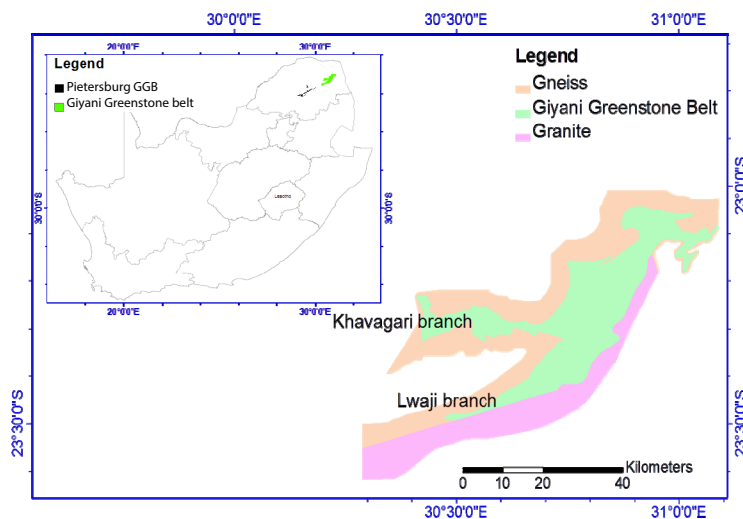 30°0'0"E 30°30'0"E 31°0'0"E
20°0'0"E 30°0'0"E
Legend
Pietersburg GGB
Giyani Greenstone belt
30°0'0"S
30°0'0"S
LESOTHO
20°0'0"E 30°0'0"E
Legend
Gneiss
Giyani Greenstone Belt
Granite
23°0'0"S
23°0'0"S
Khavagari branch
Lwaji branch
23°30'0"S
23°30'0"S
Kilometers
0 10 20 40
30°30'0"E 31°0'0"E